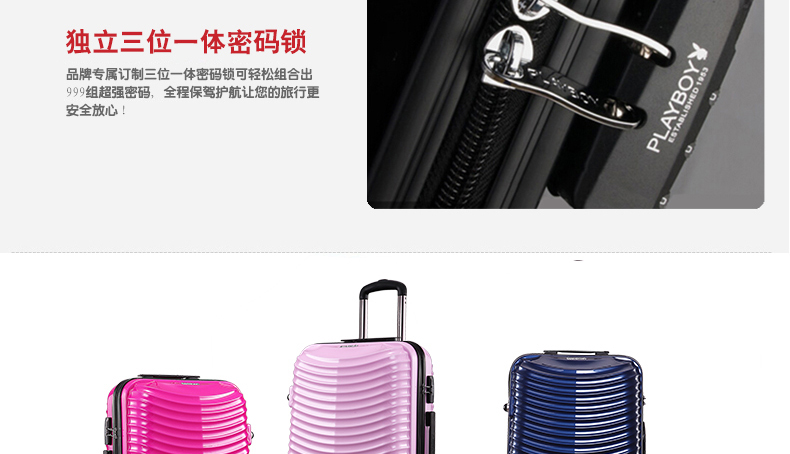 独立三位一体密码锁
品牌专属订制三位一体密码锁可轻松组合出
999组超强密码，全程保驾护航让您的旅行更
安全放心！
PLAYBOY
PLAYBOY
ESTABLISHED 1953